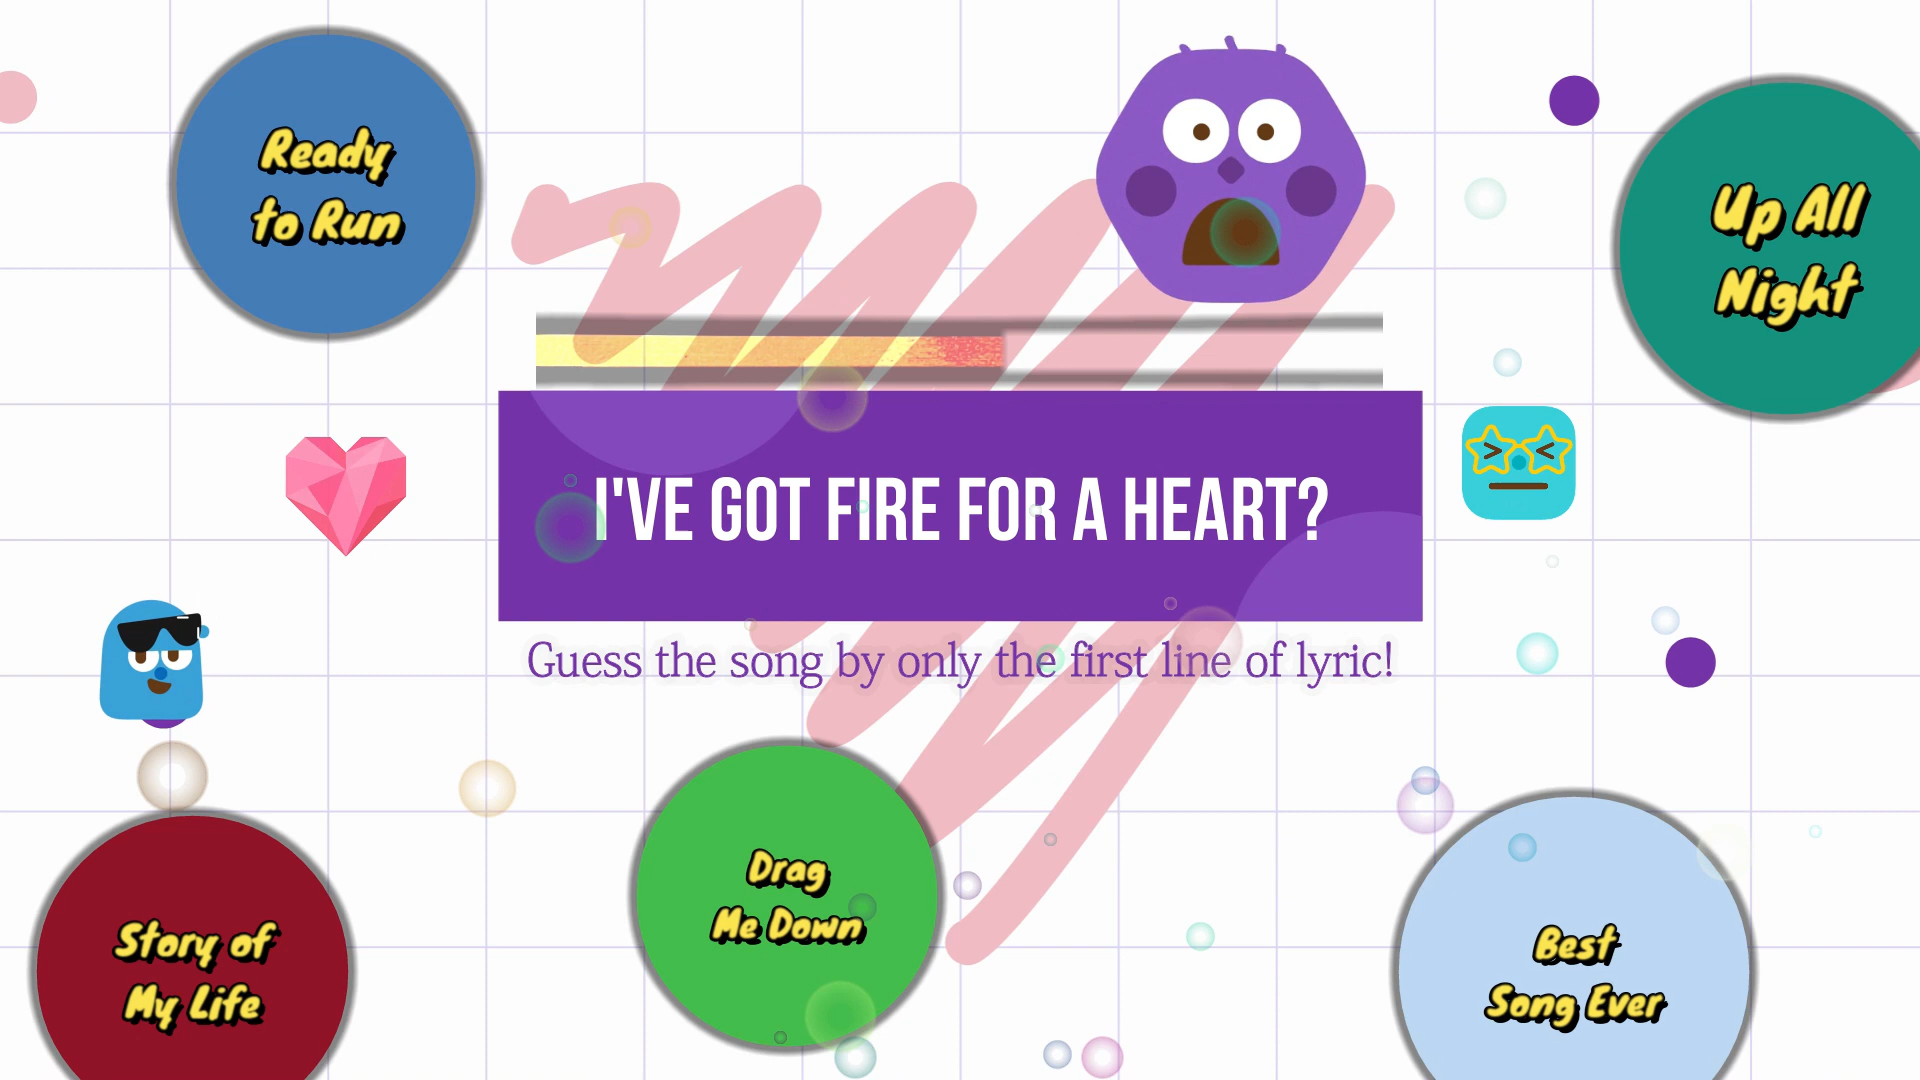 Ready
to Run
Up All
Night
I'VE GOT FIRE FOR A HEART?
Guess the song by only the first line of lyric!
Story of
My Life
Drag
Me Down
Best
Song Ever